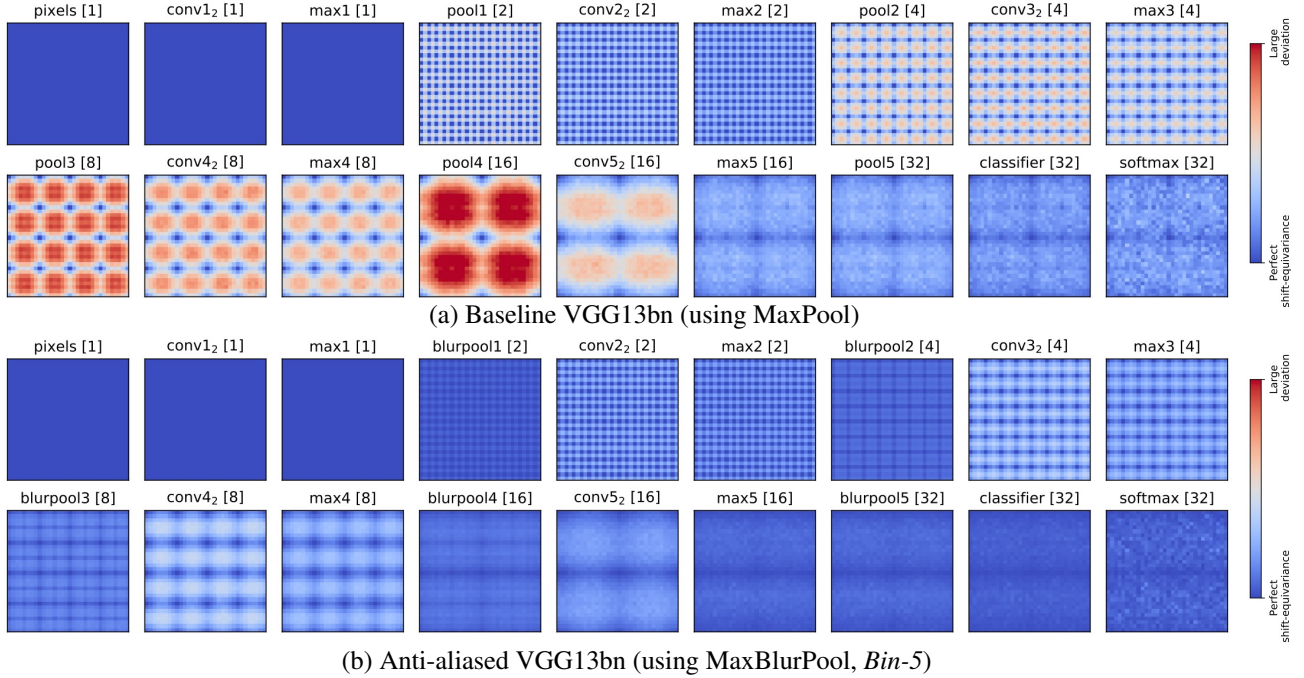 pixels [1] conv1₂ [1] max1 [1] pool1 [2] conv2₂ [2] max2 [2] pool2 [4] conv3₂ [4] max3 [4]
Large
deviation
Perfect
shift-equivariance
pool3 [8] conv4₂ [8] max4 [8] pool4 [16] conv5₂ [16] max5 [16] pool5 [32] classifier [32] softmax [32]
(a) Baseline VGG13bn (using MaxPool)
pixels [1] conv1₂ [1] max1 [1] blurpool1 [2] conv2₂ [2] max2 [2] blurpool2 [4] conv3₂ [4] max3 [4]
Large
deviation
Perfect
shift-equivariance
blurpool3 [8] conv4₂ [8] max4 [8] blurpool4 [16] conv5₂ [16] max5 [16] blurpool5 [32] classifier [32] softmax [32]
(b) Anti-aliased VGG13bn (using MaxBlurPool, Bin-5)